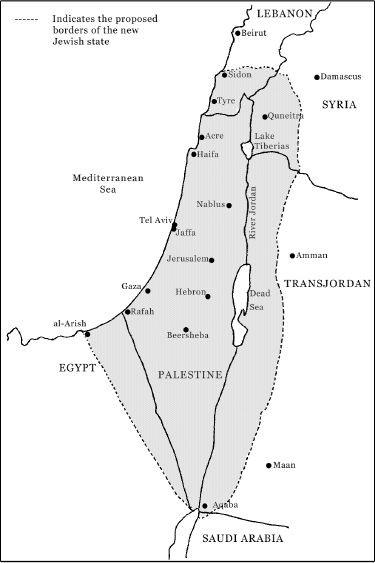 Indicates the proposed
borders of the new
Jewish state
LEBANON
Beirut
Sidon
Damascus
Tyre
SYRIA
Quneitra
Acre
Lake
Tiberias
Haifa
Mediterranean
Sea
Nablus
River Jordan
Tel Aviv
Jaffa
Amman
Jerusalem
TRANSJORDAN
Gaza
Hebron
Dead
Sea
Rafah
al-Arish
Beersheba
EGYPT
PALESTINE
Maan
Aqaba
SAUDI ARABIA